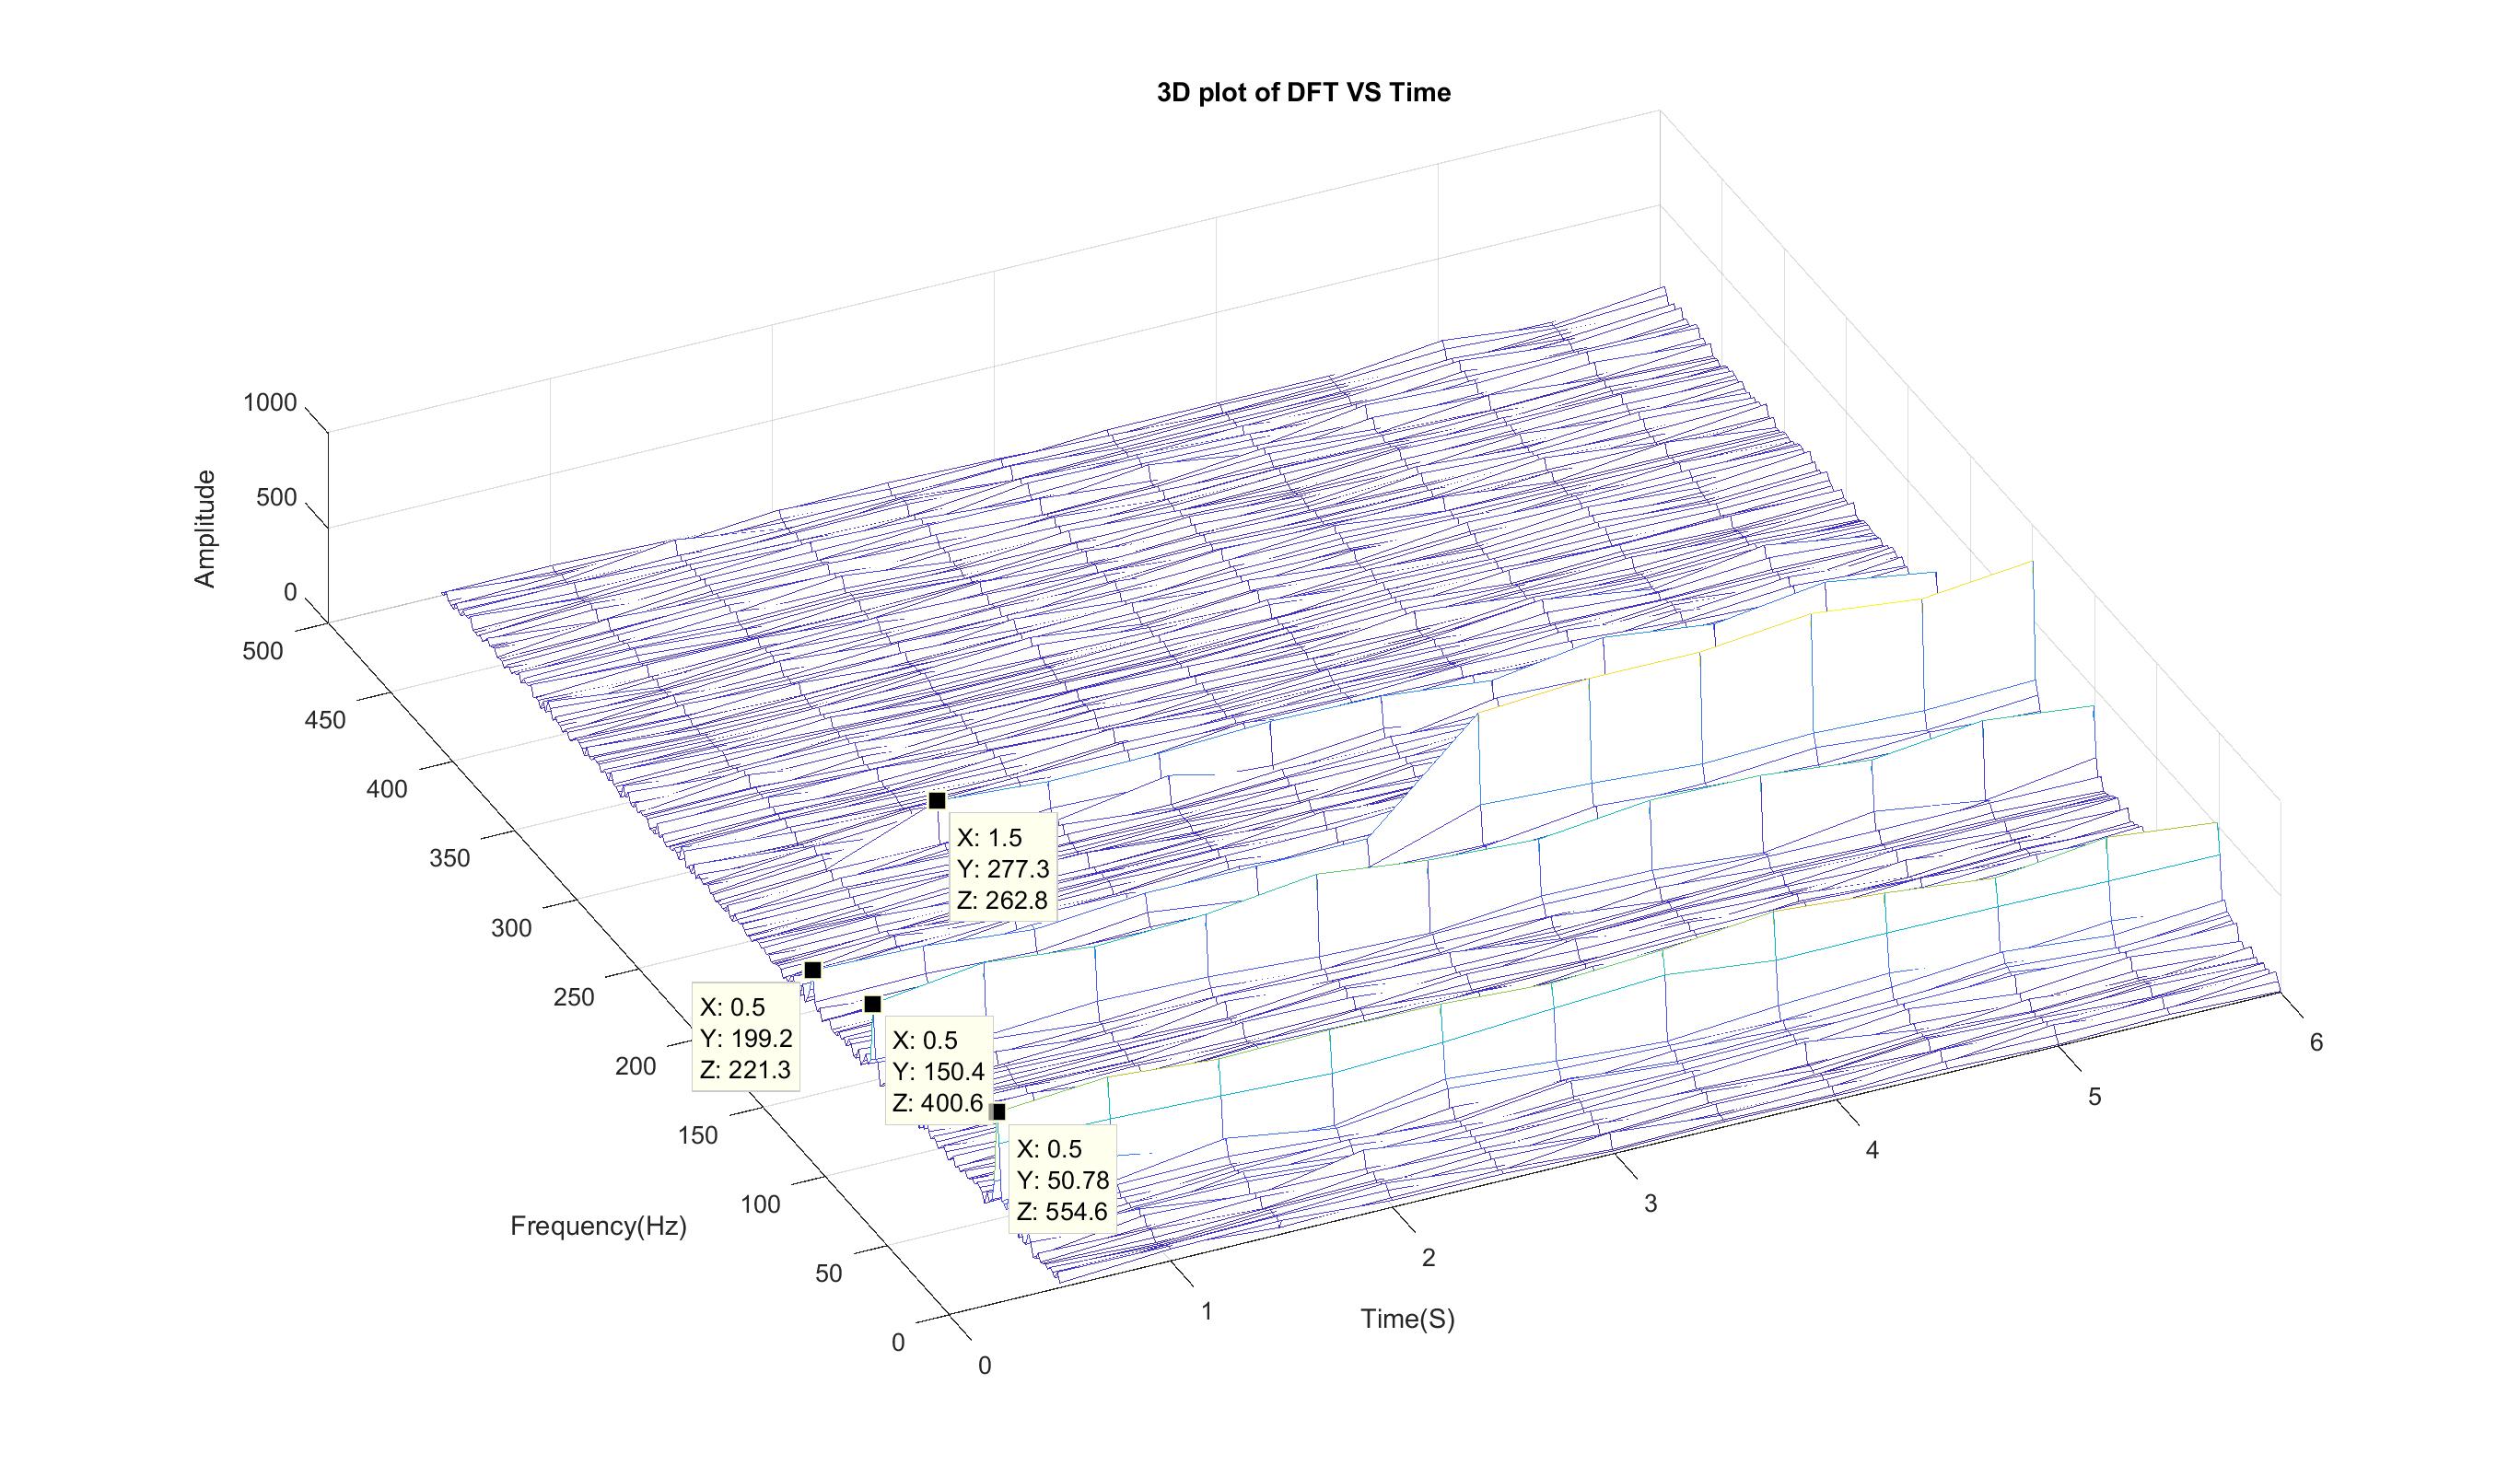 3D plot of DFT VS Time
1000
500
0
Amplitude
500
450
400
350
300
250
200
150
100
50
0
Frequency(Hz)
X: 1.5
Y: 277.3
Z: 262.8
X: 0.5
Y: 199.2
Z: 221.3
X: 0.5
Y: 150.4
Z: 400.6
X: 0.5
Y: 50.78
Z: 554.6
0
1
2
3
4
5
6
Time(S)